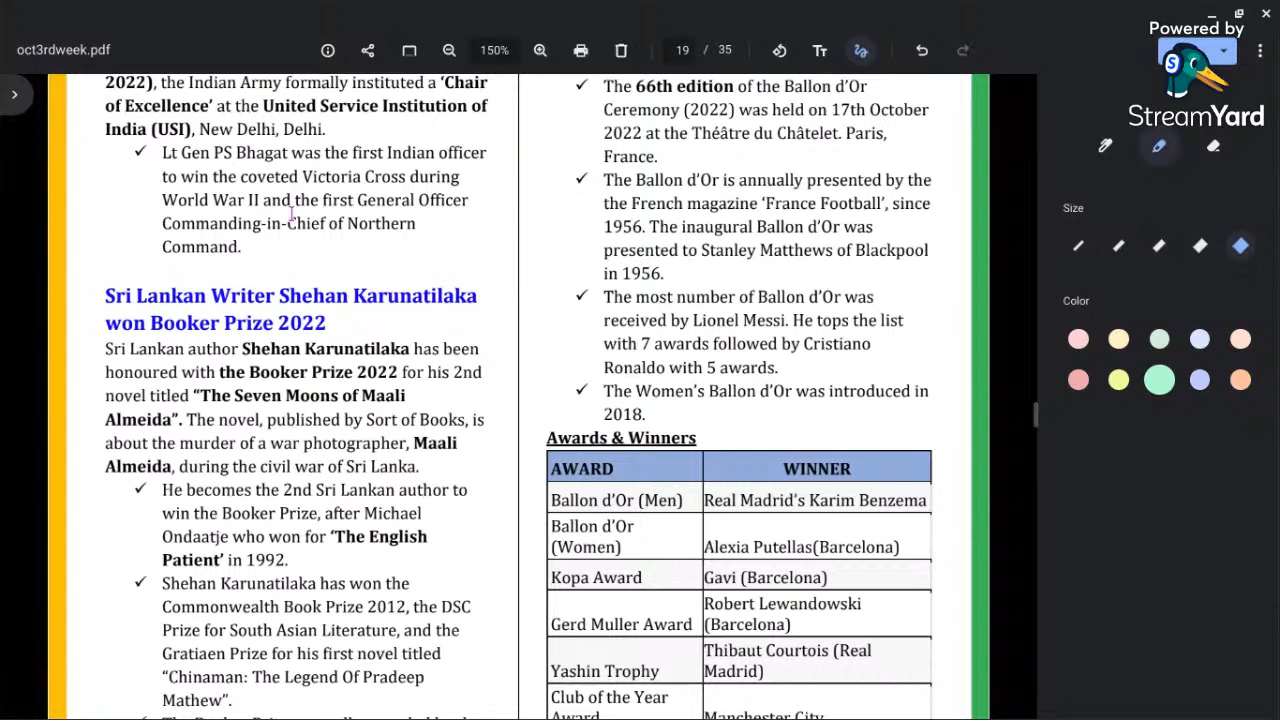 oct3rdweek.pdf
150%
19 / 35
Powered by
StreamYard
2022), the Indian Army formally instituted a ‘Chair
of Excellence’ at the United Service Institution of
India (USI), New Delhi, Delhi.
✓ Lt Gen PS Bhagat was the first Indian officer
to win the coveted Victoria Cross during
World War II and the first General Officer
Commanding-in-Chief of Northern
Command.
Sri Lankan Writer Shehan Karunatilaka
won Booker Prize 2022
Sri Lankan author Shehan Karunatilaka has been
honoured with the Booker Prize 2022 for his 2nd
novel titled “The Seven Moons of Maali
Almeida”. The novel, published by Sort of Books, is
about the murder of a war photographer, Maali
Almeida, during the civil war of Sri Lanka.
✓ He becomes the 2nd Sri Lankan author to
win the Booker Prize, after Michael
Ondaatje who won for ‘The English
Patient’ in 1992.
✓ Shehan Karunatilaka has won the
Commonwealth Book Prize 2012, the DSC
Prize for South Asian Literature, and the
Gratiaen Prize for his first novel titled
“Chinaman: The Legend Of Pradeep
Mathew”.
✓ The 66th edition of the Ballon d’Or
Ceremony (2022) was held on 17th October
2022 at the Théâtre du Châtelet. Paris,
France.
✓ The Ballon d’Or is annually presented by the
the French magazine ‘France Football’, since
1956. The inaugural Ballon d’Or was
presented to Stanley Matthews of Blackpool
in 1956.
✓ The most number of Ballon d’Or was
received by Lionel Messi. He tops the list
with 7 awards followed by Cristiano
Ronaldo with 5 awards.
✓ The Women’s Ballon d’Or was introduced in
2018.
Awards & Winners
AWARD WINNER
Ballon d’Or (Men) Real Madrid’s Karim Benzema
Ballon d’Or
(Women) Alexia Putellas(Barcelona)
Kopa Award Gavi (Barcelona)
Robert Lewandowski
Gerd Muller Award (Barcelona)
Thibaut Courtois (Real
Yashin Trophy Madrid)
Club of the Year
Award Manchester City
Size
Color